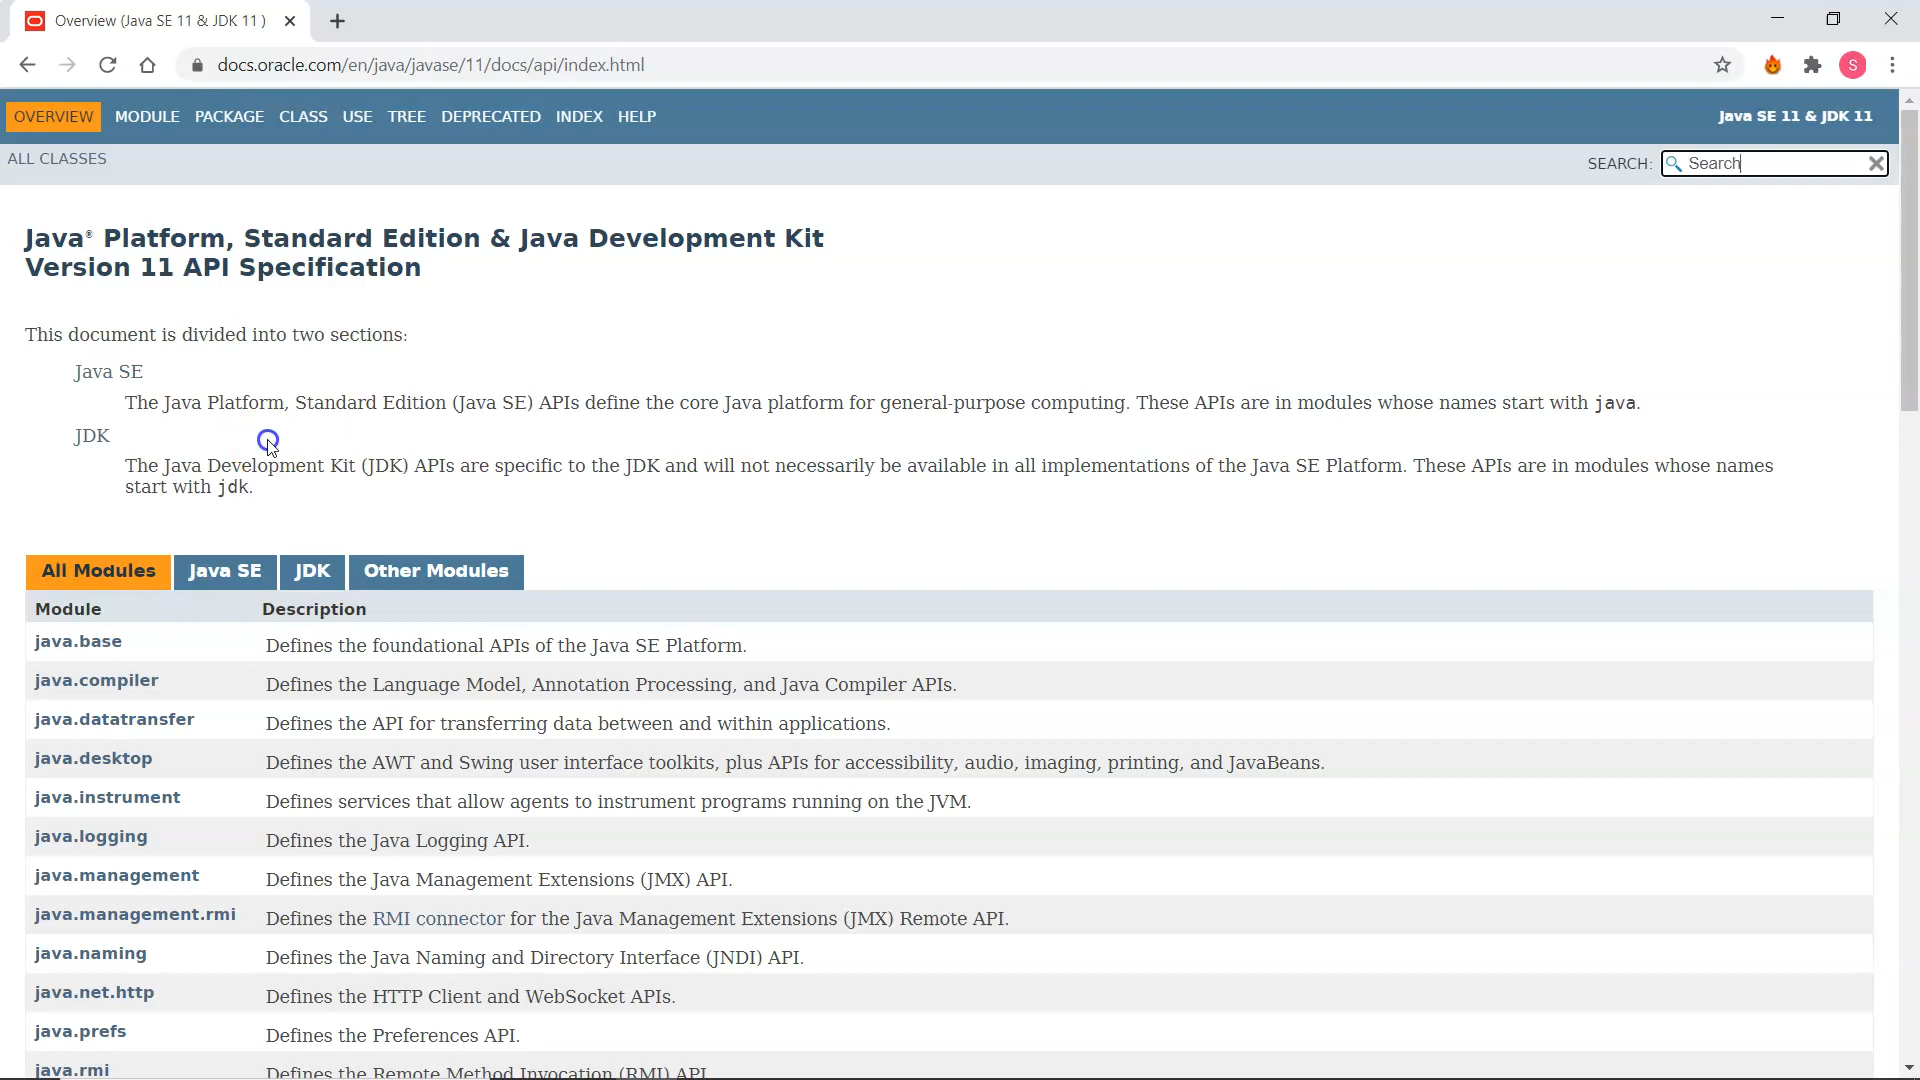 Overview (Java SE 11 & JDK 11 )
docs.oracle.com/en/java/javase/11/docs/api/index.html
S
OVERVIEW MODULE PACKAGE CLASS USE TREE DEPRECATED INDEX HELP
Java SE 11 & JDK 11
ALL CLASSES
SEARCH: Search
Java® Platform, Standard Edition & Java Development Kit
Version 11 API Specification
This document is divided into two sections:
Java SE
The Java Platform, Standard Edition (Java SE) APIs define the core Java platform for general-purpose computing. These APIs are in modules whose names start with java.
JDK
The Java Development Kit (JDK) APIs are specific to the JDK and will not necessarily be available in all implementations of the Java SE Platform. These APIs are in modules whose names
start with jdk.
All Modules Java SE JDK Other Modules
Module Description
java.base Defines the foundational APIs of the Java SE Platform.
java.compiler Defines the Language Model, Annotation Processing, and Java Compiler APIs.
java.datatransfer Defines the API for transferring data between and within applications.
java.desktop Defines the AWT and Swing user interface toolkits, plus APIs for accessibility, audio, imaging, printing, and JavaBeans.
java.instrument Defines services that allow agents to instrument programs running on the JVM.
java.logging Defines the Java Logging API.
java.management Defines the Java Management Extensions (JMX) API.
java.management.rmi Defines the RMI connector for the Java Management Extensions (JMX) Remote API.
java.naming Defines the Java Naming and Directory Interface (JNDI) API.
java.net.http Defines the HTTP Client and WebSocket APIs.
java.prefs Defines the Preferences API.
java.rmi Defines the Remote Method Invocation (RMI) API